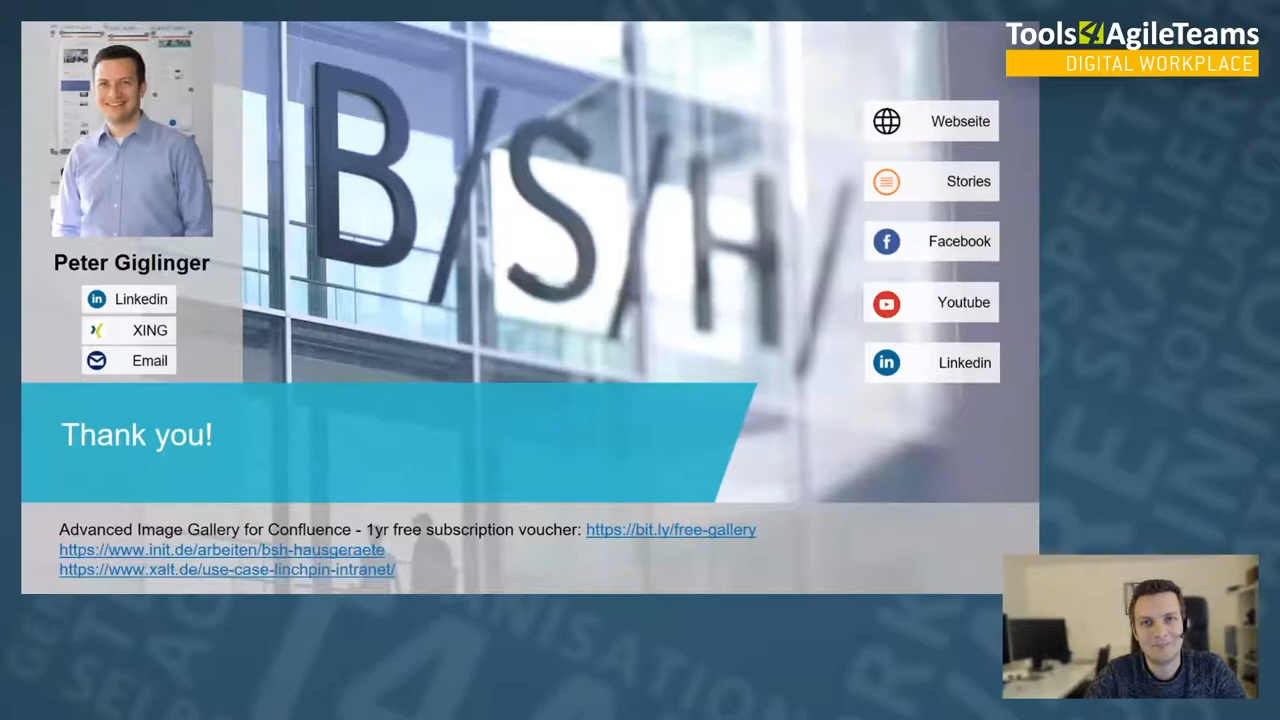 Tools4AgileTeams
DIGITAL WORKPLACE
B/S/H/
Webseite
Stories
Facebook
Youtube
Linkedin
Peter Giglinger
Linkedin
XING
Email
Thank you!
Advanced Image Gallery for Confluence - 1yr free subscription voucher: https://bit.ly/free-gallery
https://www.init.de/arbeiten/bsh-hausgeraete
https://www.xalt.de/use-case-linchpin-intranet/